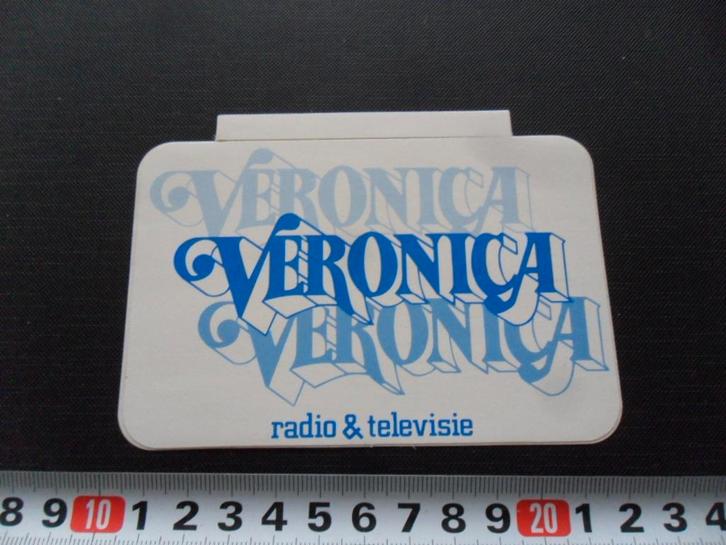 VERONICA
VERONICA
VERONICA
radio & televisie
8 9 10 1 2 3 4 5 6 7 8 9 20 1 2 3 4